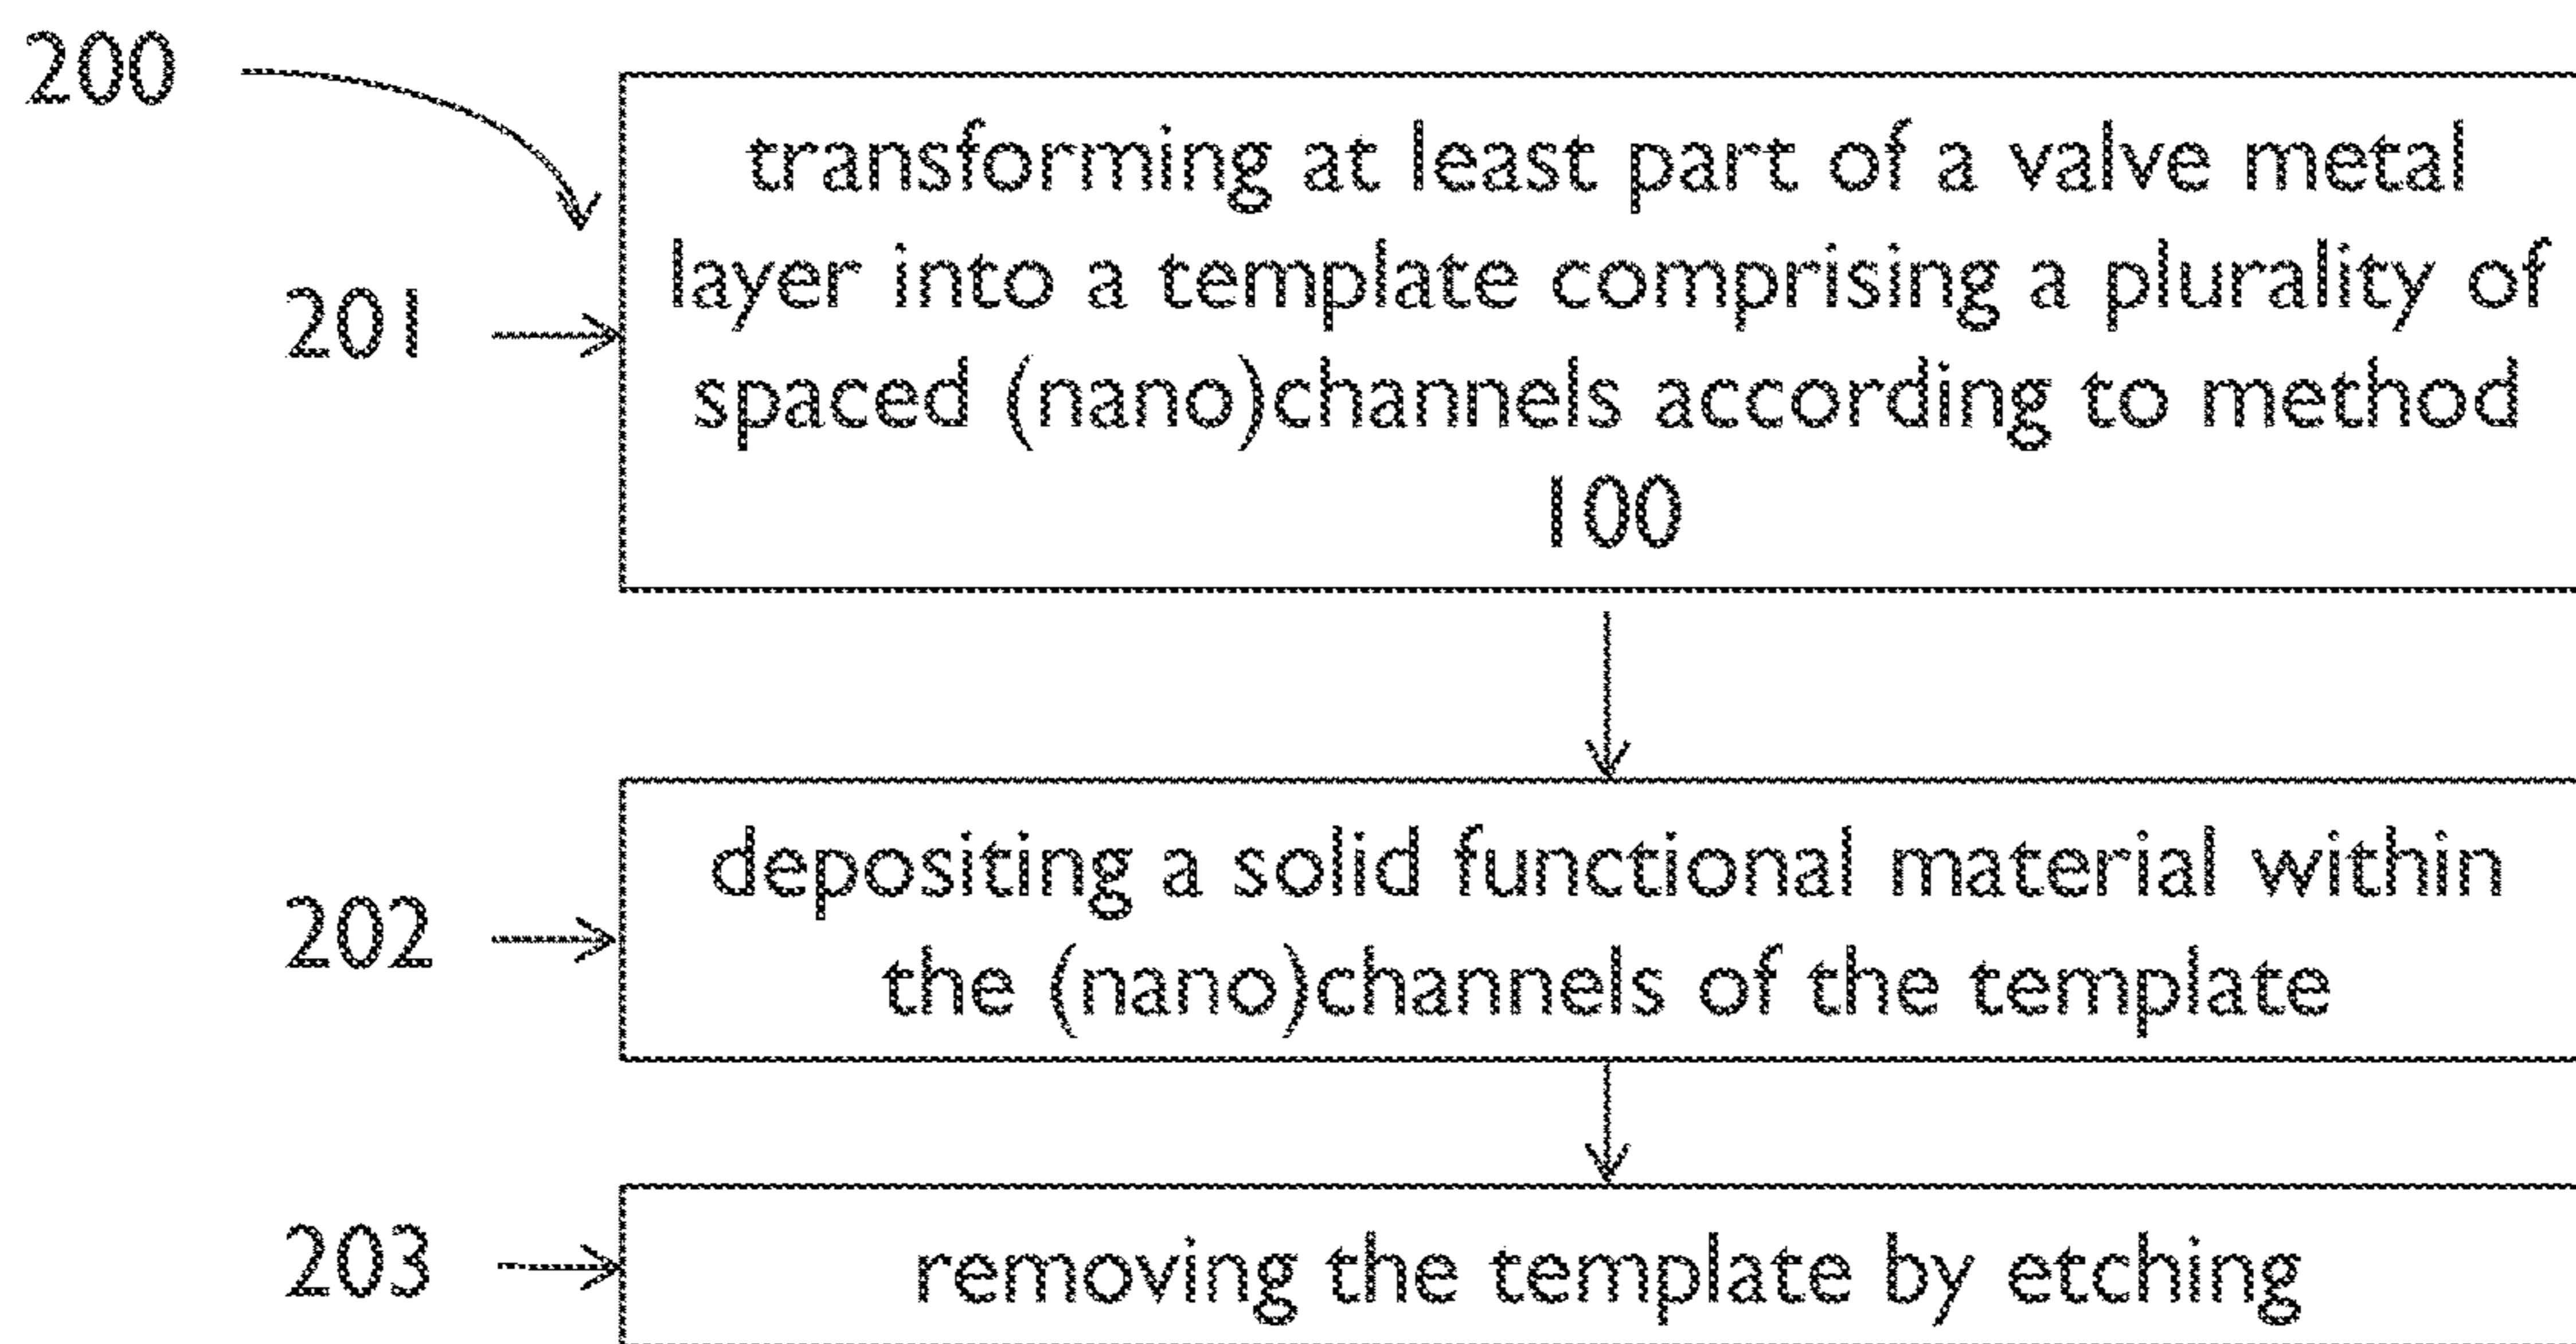 200
transforming at least part of a valve metal
201
layer into a template comprising a plurality of
spaced (nano)channels according to method
100
202
depositing a solid functional material within
the (nano)channels of the template
203
removing the template by etching